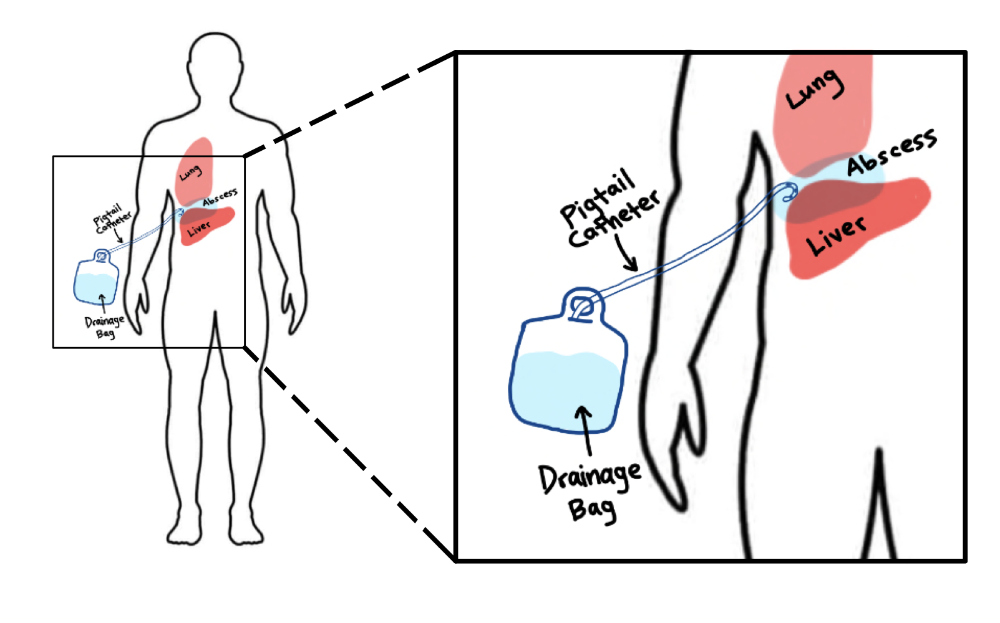 Lung
Abscess
Pigtail
Catheter
Liver
Drainage
Bag
Lung
Abscess
Pigtail
Catheter
Liver
Drainage
Bag